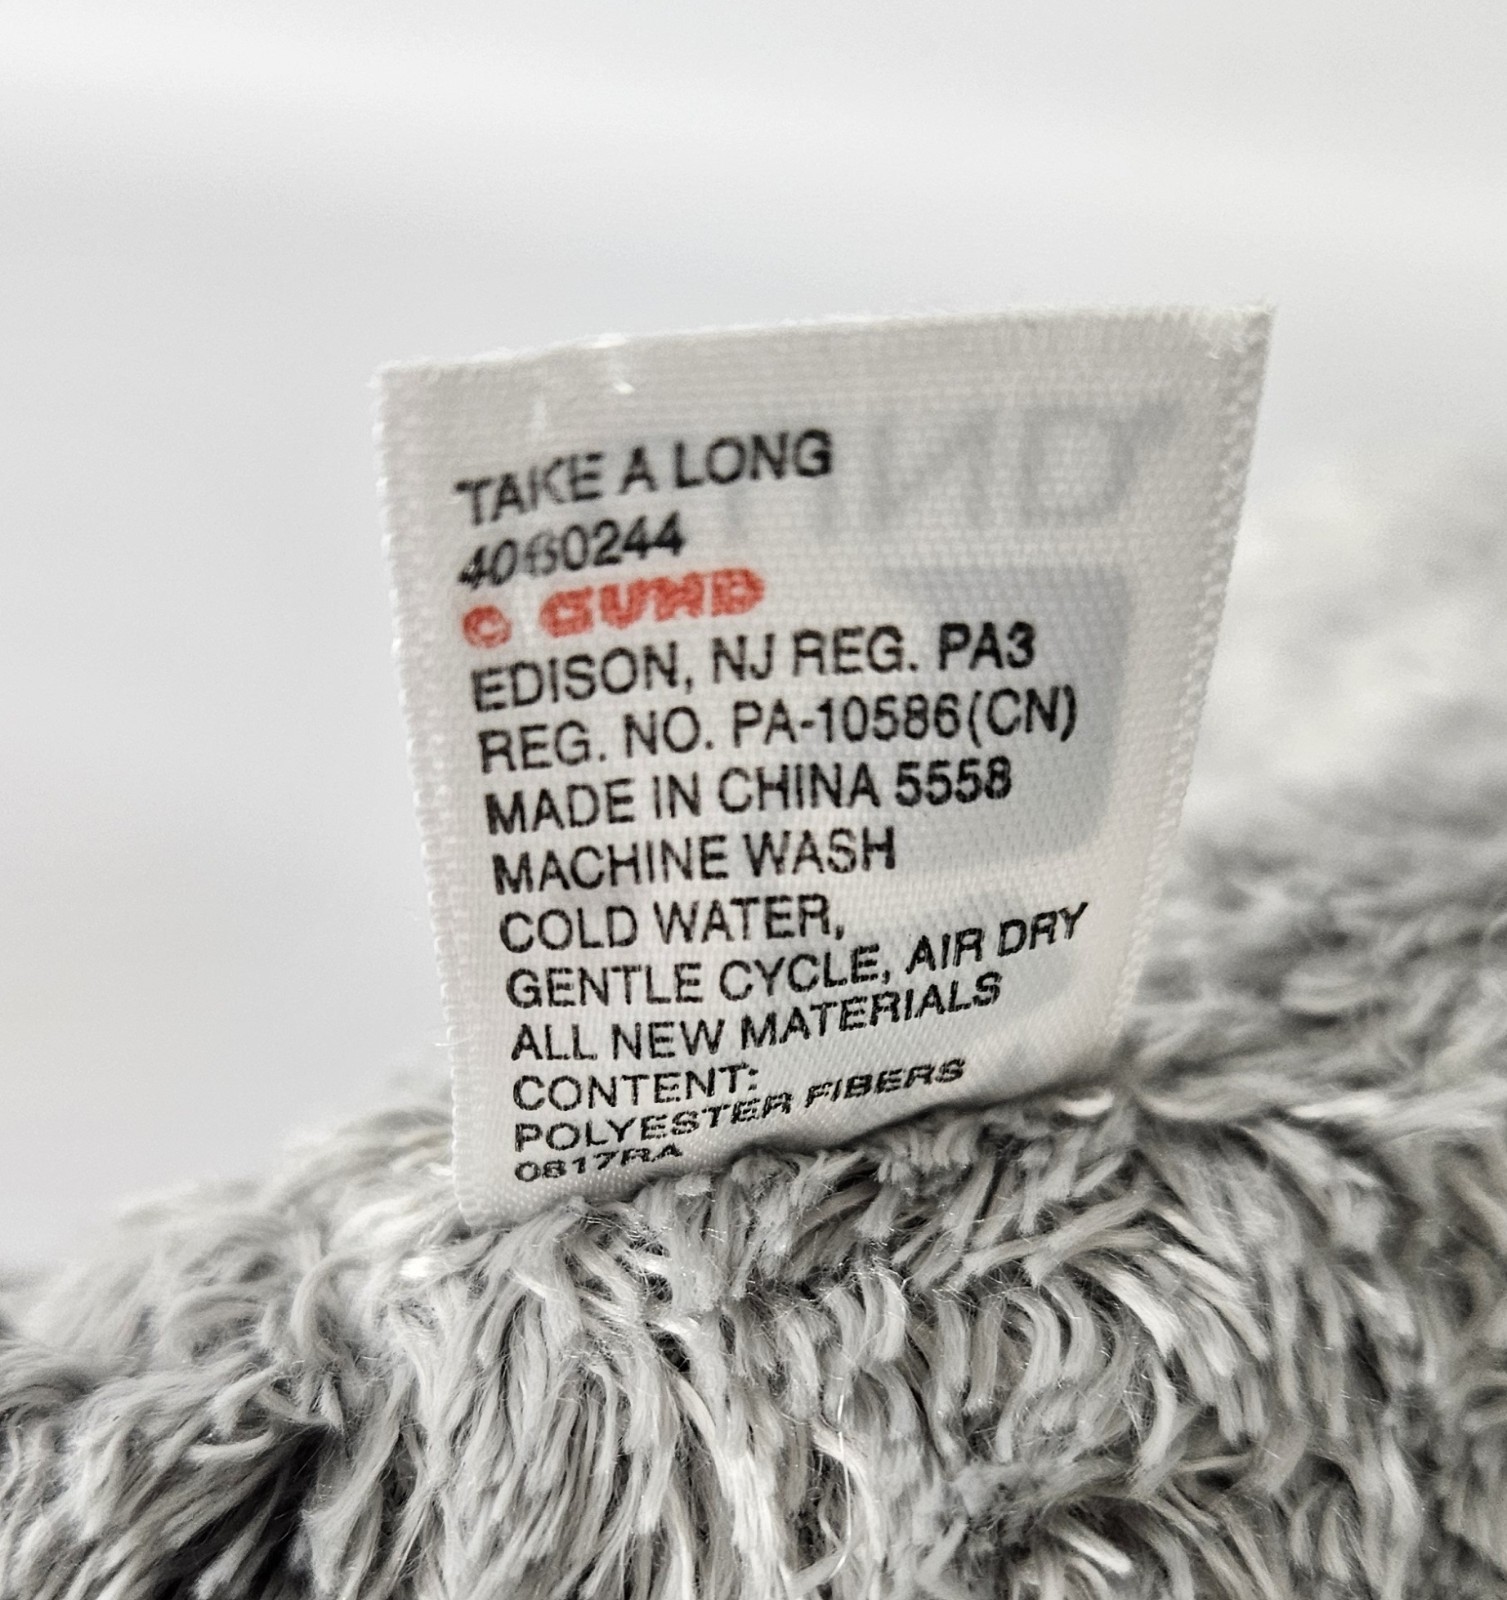 TAKE A LONG
4060244
© GUND
EDISON, NJ REG. PA3
REG. NO. PA-10586(CN)
MADE IN CHINA 5558
MACHINE WASH
COLD WATER,
GENTLE CYCLE, AIR DRY
ALL NEW MATERIALS
CONTENT:
POLYESTER FIBERS
0817RA